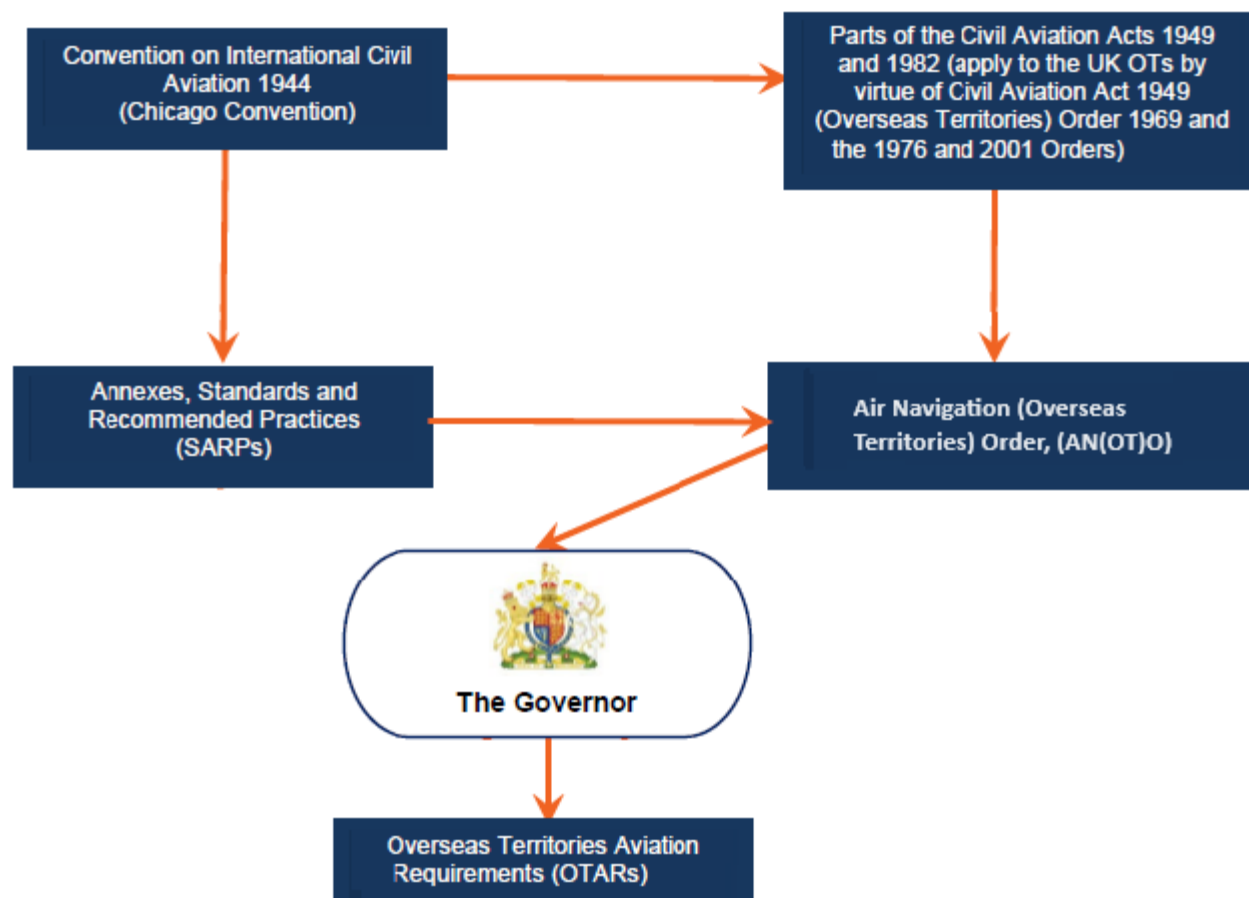 Convention on International Civil
Aviation 1944
(Chicago Convention)
Parts of the Civil Aviation Acts 1949
and 1982 (apply to the UK OTs by
virtue of Civil Aviation Act 1949
(Overseas Territories) Order 1969 and
the 1976 and 2001 Orders)
Annexes, Standards and
Recommended Practices
(SARPs)
Air Navigation (Overseas
Territories) Order, (AN(OT)O)
The Governor
Overseas Territories Aviation
Requirements (OTARs)